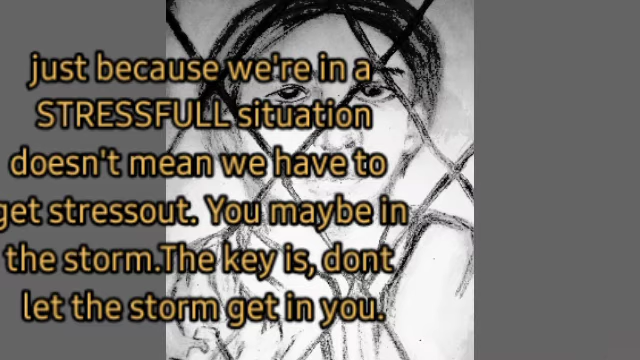 just because we're in a
STRESSFULL situation
doesn't mean we have to
get stressout. You maybe in
the storm.The key is, dont
let the storm get in you.